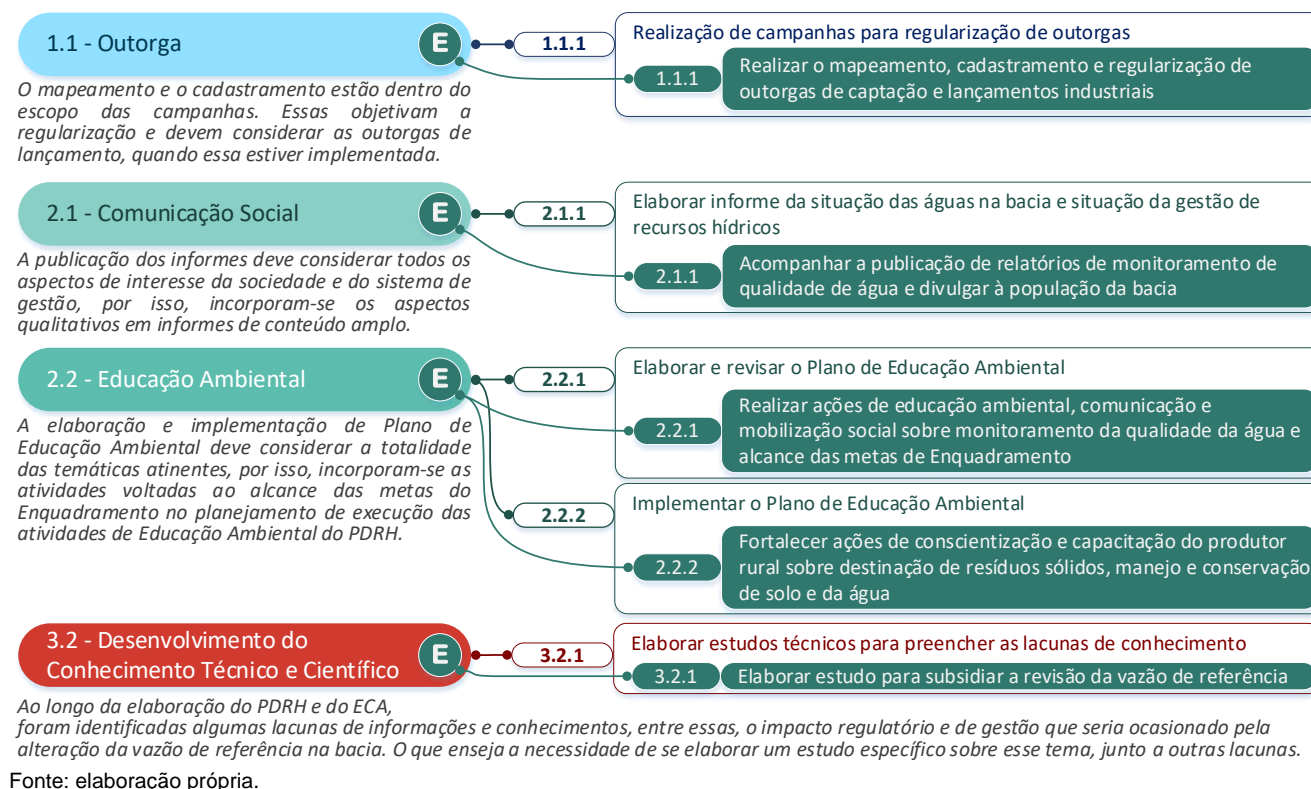 1.1 - Outorga
E
1.1.1
Realização de campanhas para regularização de outorgas
1.1.1
Realizar o mapeamento, cadastramento e regularização de
outorgas de captação e lançamentos industriais
O mapeamento e o cadastramento estão dentro do
escopo das campanhas. Essas objetivam a
regularização e devem considerar as outorgas de
lançamento, quando essa estiver implementada.
2.1 - Comunicação Social
E
2.1.1
Elaborar informe da situação das águas na bacia e situação da gestão de
recursos hídricos
2.1.1
Acompanhar a publicação de relatórios de monitoramento de
qualidade de água e divulgar à população da bacia
A publicação dos informes deve considerar todos os
aspectos de interesse da sociedade e do sistema de
gestão, por isso, incorporam-se os aspectos
qualitativos em informes de conteúdo amplo.
2.2 - Educação Ambiental
E
2.2.1
Elaborar e revisar o Plano de Educação Ambiental
2.2.1
Realizar ações de educação ambiental, comunicação e
mobilização social sobre monitoramento da qualidade da água e
alcance das metas de Enquadramento
A elaboração e implementação de Plano de
Educação Ambiental deve considerar a totalidade
das temáticas atinentes, por isso, incorporam-se as
atividades voltadas ao alcance das metas do
Enquadramento no planejamento de execução das
atividades de Educação Ambiental do PDRH.
2.2.2
Implementar o Plano de Educação Ambiental
2.2.2
Fortalecer ações de conscientização e capacitação do produtor
rural sobre destinação de resíduos sólidos, manejo e conservação
de solo e da água
3.2 - Desenvolvimento do
Conhecimento Técnico e Científico
E
3.2.1
Elaborar estudos técnicos para preencher as lacunas de conhecimento
3.2.1
Elaborar estudo para subsidiar a revisão da vazão de referência
Ao longo da elaboração do PDRH e do ECA,
foram identificadas algumas lacunas de informações e conhecimentos, entre essas, o impacto regulatório e de gestão que seria ocasionado pela
alteração da vazão de referência na bacia. O que enseja a necessidade de se elaborar um estudo específico sobre esse tema, junto a outras lacunas.
Fonte: elaboração própria.